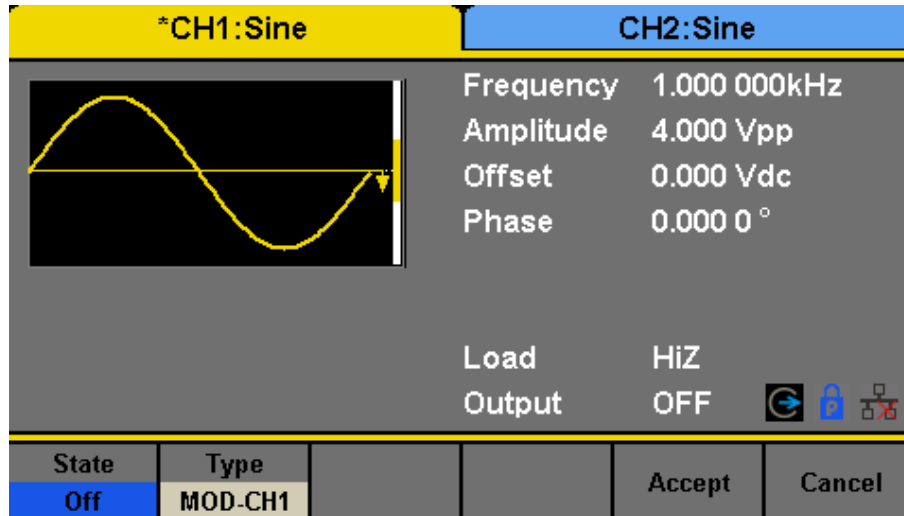 *CH1:Sine CH2:Sine
Frequency 1.000 000kHz
Amplitude 4.000 Vpp
Offset 0.000 Vdc
Phase 0.000 0 °
Load HiZ
Output OFF P
State Type
Accept Cancel
Off MOD-CH1